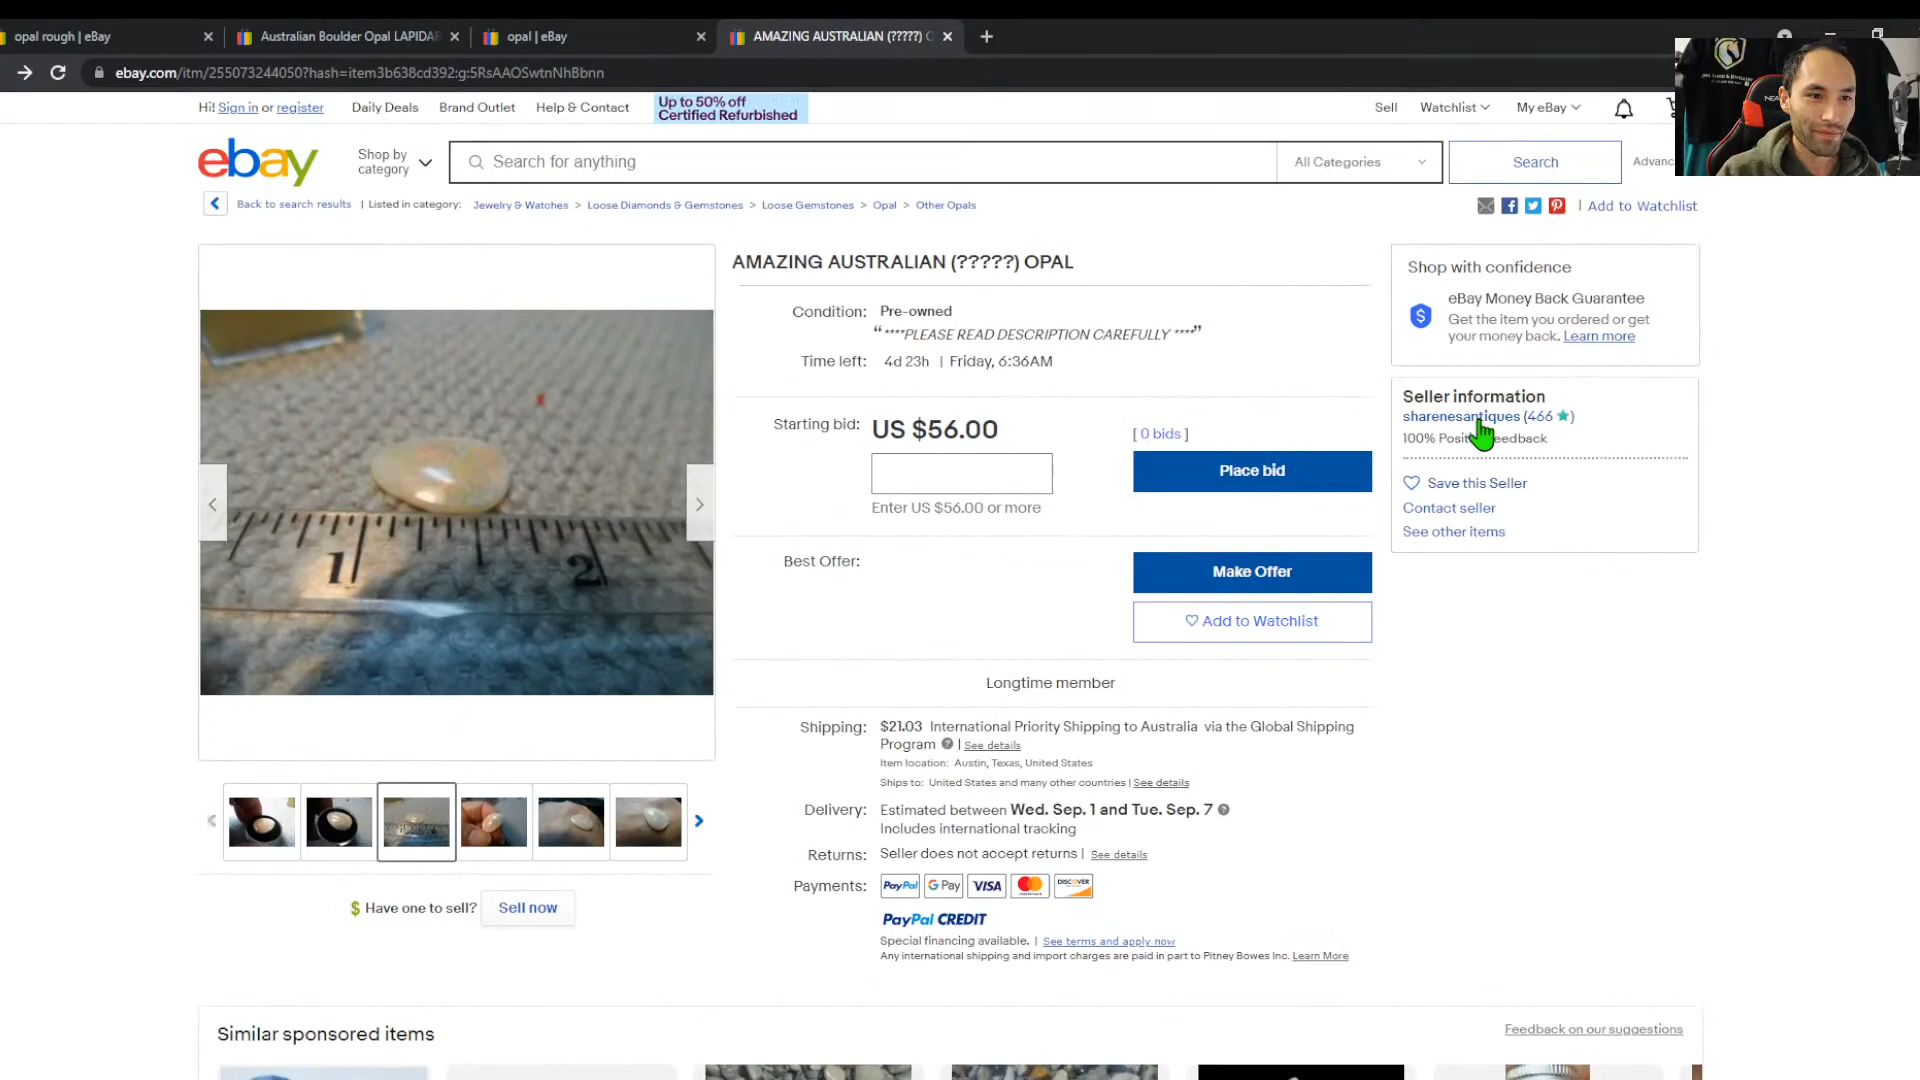 opal rough | eBay
Australian Boulder Opal LAPIDAR
opal | eBay
AMAZING AUSTRALIAN (?????) O
ebay.com/itm/255073244050?hash=item3b638cd392:g:5RsAAOSwtnNhBbnn
Hi! Sign in or register
Daily Deals
Brand Outlet
Help & Contact
Up to 50% off
Certified Refurbished
Sell
Watchlist
My eBay
ebay
Shop by
category
Search for anything
All Categories
Search
Advanc
Back to search results
| Listed in category:
Jewelry & Watches > Loose Diamonds & Gemstones > Loose Gemstones > Opal > Other Opals
| Add to Watchlist
AMAZING AUSTRALIAN (?????) OPAL
Condition: Pre-owned
“****PLEASE READ DESCRIPTION CAREFULLY ****”
Time left: 4d 23h | Friday, 6:36AM
Starting bid: US $56.00
[ 0 bids ]
Place bid
Enter US $56.00 or more
Best Offer:
Make Offer
Add to Watchlist
Longtime member
Shipping: $21.03 International Priority Shipping to Australia via the Global Shipping
Program | See details
Item location: Austin, Texas, United States
Ships to: United States and many other countries | See details
Delivery: Estimated between Wed. Sep. 1 and Tue. Sep. 7
Includes international tracking
Returns: Seller does not accept returns | See details
Payments: PayPal G Pay VISA DISCOVER
PayPal CREDIT
Special financing available. | See terms and apply now
Any international shipping and import charges are paid in part to Pitney Bowes Inc. Learn More
Shop with confidence
eBay Money Back Guarantee
Get the item you ordered or get
your money back. Learn more
Seller information
sharenesantiques (466)
100% Posit eedback
Save this Seller
Contact seller
See other items
1 2
$ Have one to sell? Sell now
Similar sponsored items
Feedback on our suggestions